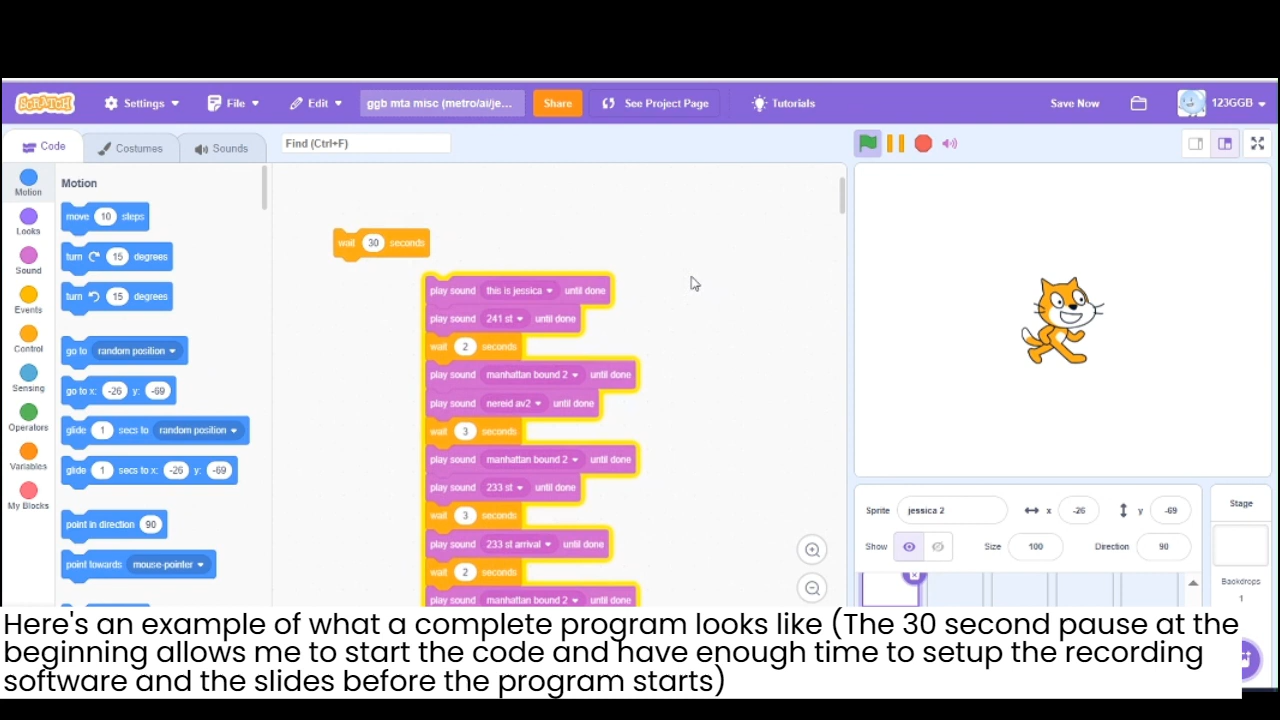 SCRATCH
Settings
File
Edit
ggb mta misc (metro/ai/je...
Share
See Project Page
Tutorials
Save Now
123GGB
Code
Costumes
Sounds
Find (Ctrl+F)
Motion
Looks
Sound
Events
Control
Sensing
Operators
Variables
My Blocks
Motion
move 10 steps
turn 15 degrees
turn 15 degrees
go to random position
go to x: -26 y: -69
glide 1 secs to random position
glide 1 secs to x: -26 y: -69
point in direction 90
point towards mouse-pointer
wait 30 seconds
play sound this is jessica until done
play sound 241 st until done
wait 2 seconds
play sound manhattan bound 2 until done
play sound nereid av2 until done
wait 3 seconds
play sound manhattan bound 2 until done
play sound 233 st until done
wait 3 seconds
play sound 233 st arrival until done
wait 2 seconds
play sound manhattan bound 2 until done
Sprite jessica 2 x -26 y -69
Show Size 100 Direction 90
Stage
Backdrops
1
Here's an example of what a complete program looks like (The 30 second pause at the
beginning allows me to start the code and have enough time to setup the recording
software and the slides before the program starts)